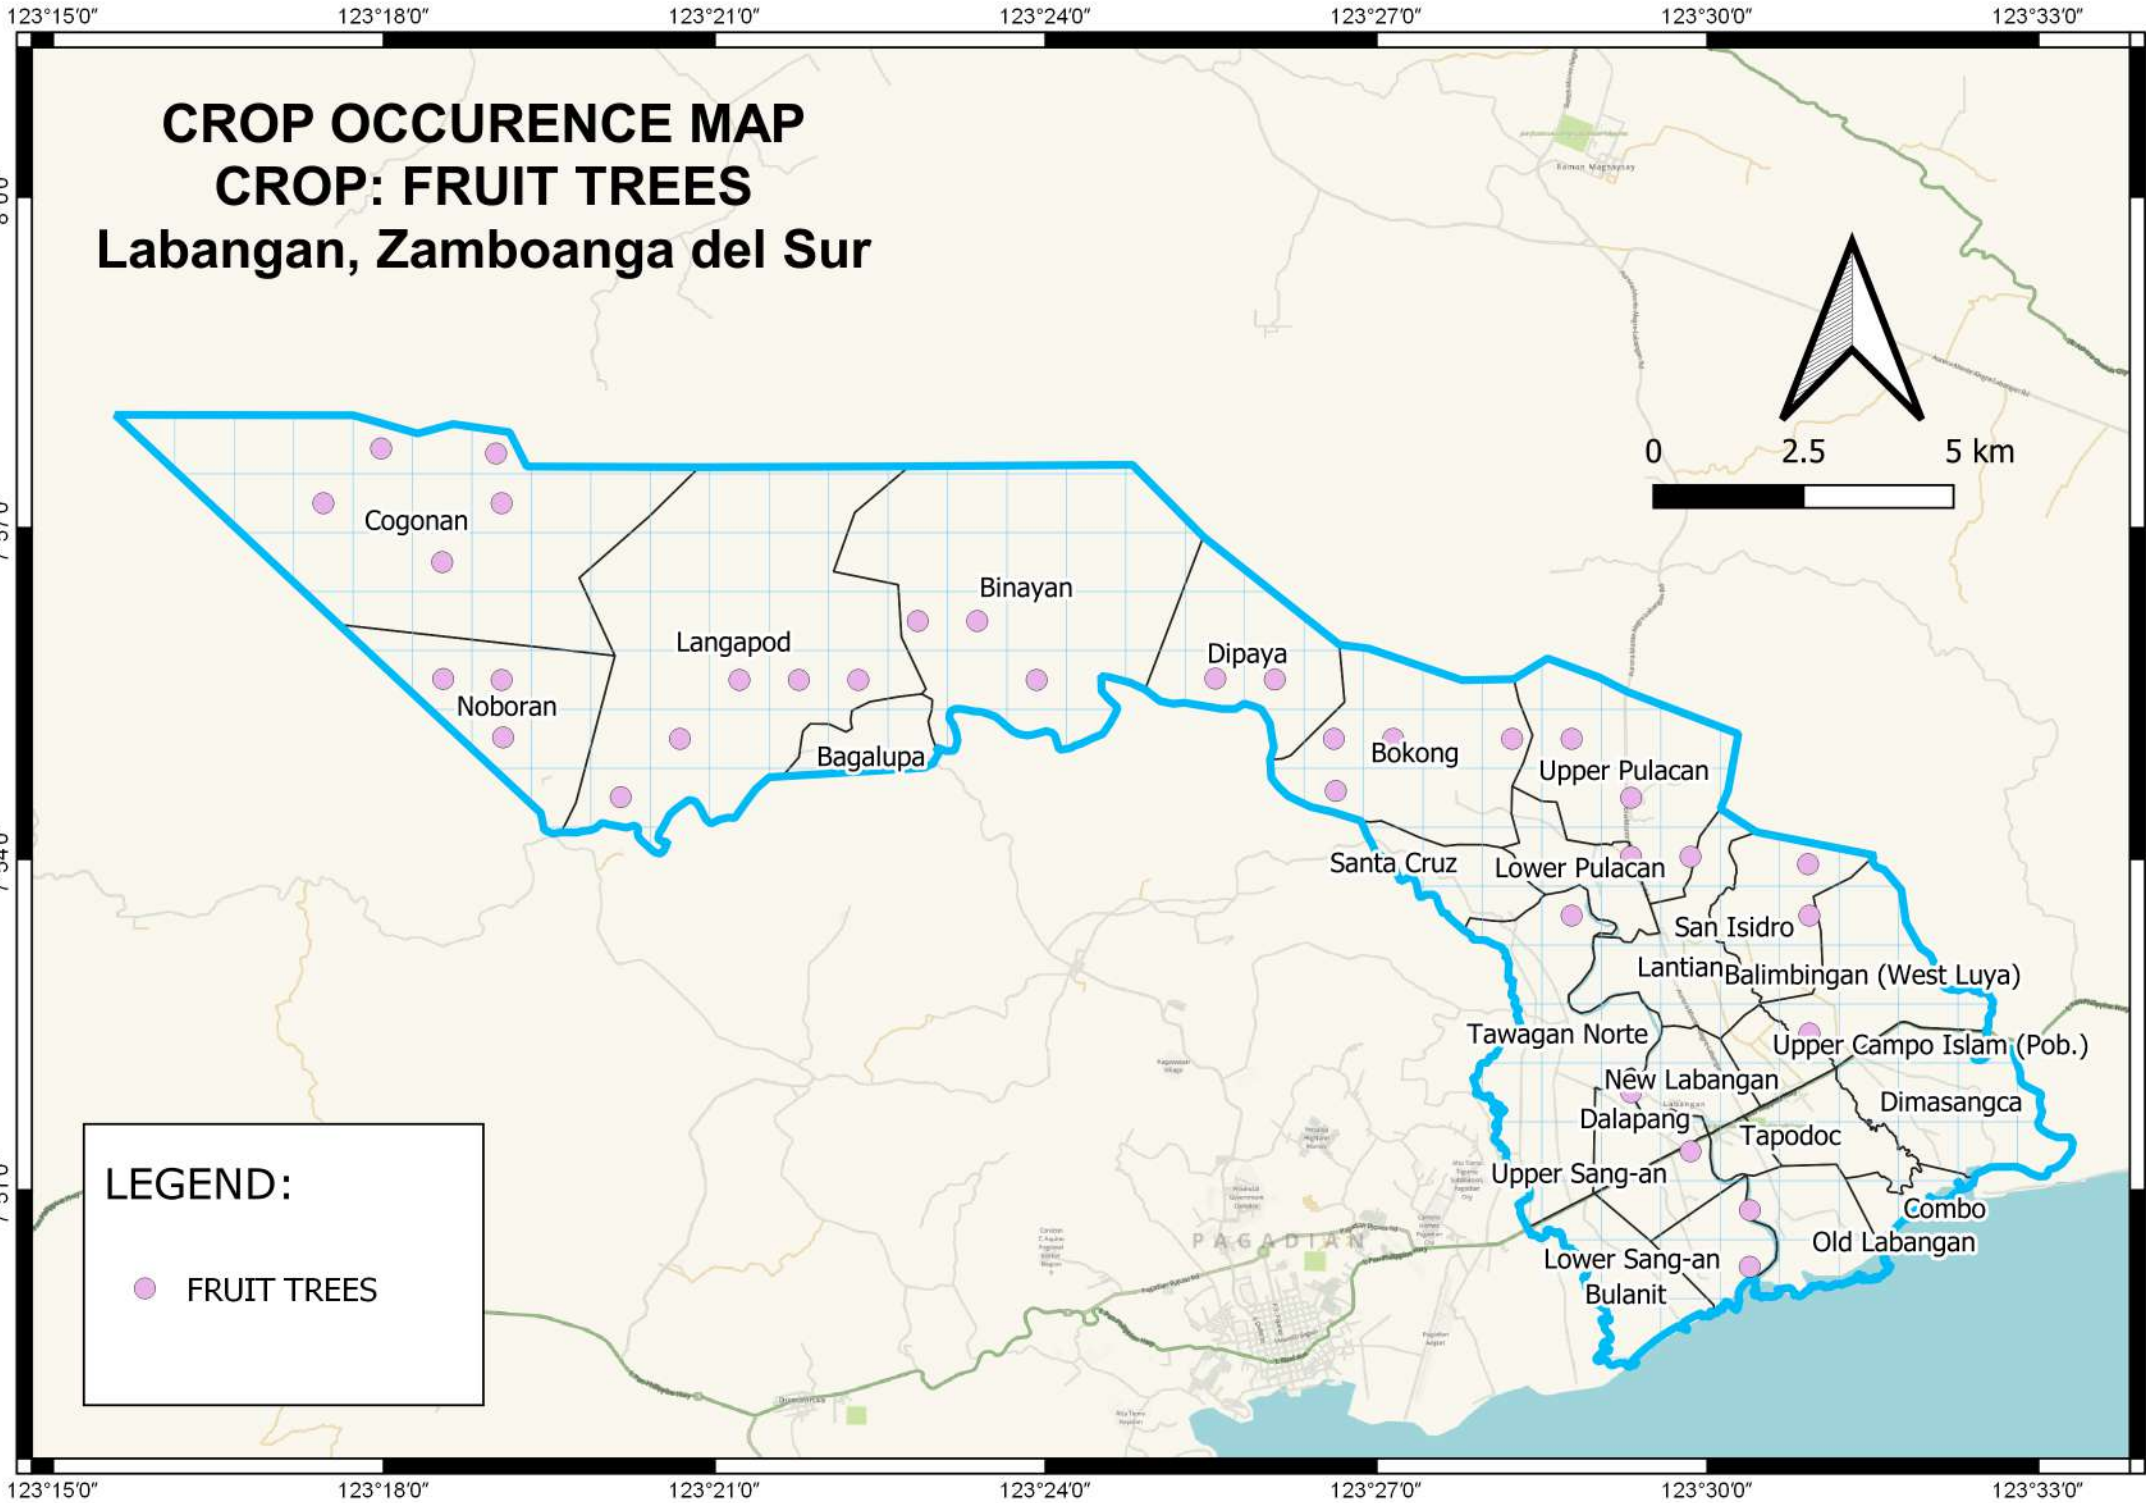 123°15′0″ 123°18′0″ 123°21′0″ 123°24′0″ 123°27′0″ 123°30′0″ 123°33′0″
CROP OCCURENCE MAP
CROP: FRUIT TREES
Labangan, Zamboanga del Sur
Ramon Magsaysay
0 2.5 5 km
Cogonan
Binayan
Langapod
Dipaya
Noboran
Bagalupa
Bokong
Upper Pulacan
Santa Cruz
Lower Pulacan
San Isidro
Lantian
Balimbingan (West Luya)
Tawagan Norte
Upper Campo Islam (Pob.)
New Labangan
Labangan
Dimasangca
Dalapang
Tapodoc
Upper Sang-an
Combo
Old Labangan
Lower Sang-an
Bulanit
PAGADIAN
LEGEND:
FRUIT TREES
123°15′0″ 123°18′0″ 123°21′0″ 123°24′0″ 123°27′0″ 123°30′0″ 123°33′0″